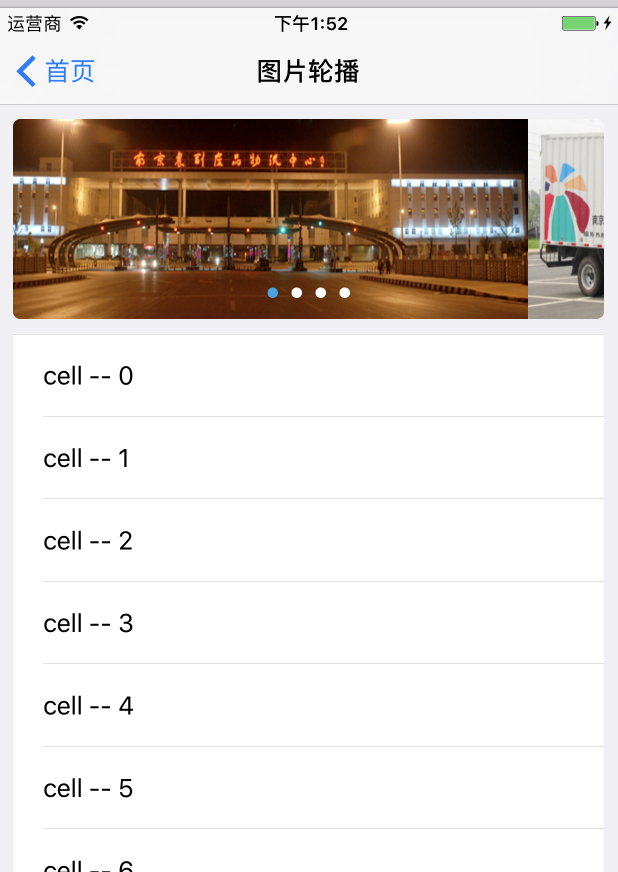 运营商 下午1:52
首页 图片轮播
南京农副产品物流中心
cell -- 0
cell -- 1
cell -- 2
cell -- 3
cell -- 4
cell -- 5
cell -- 6